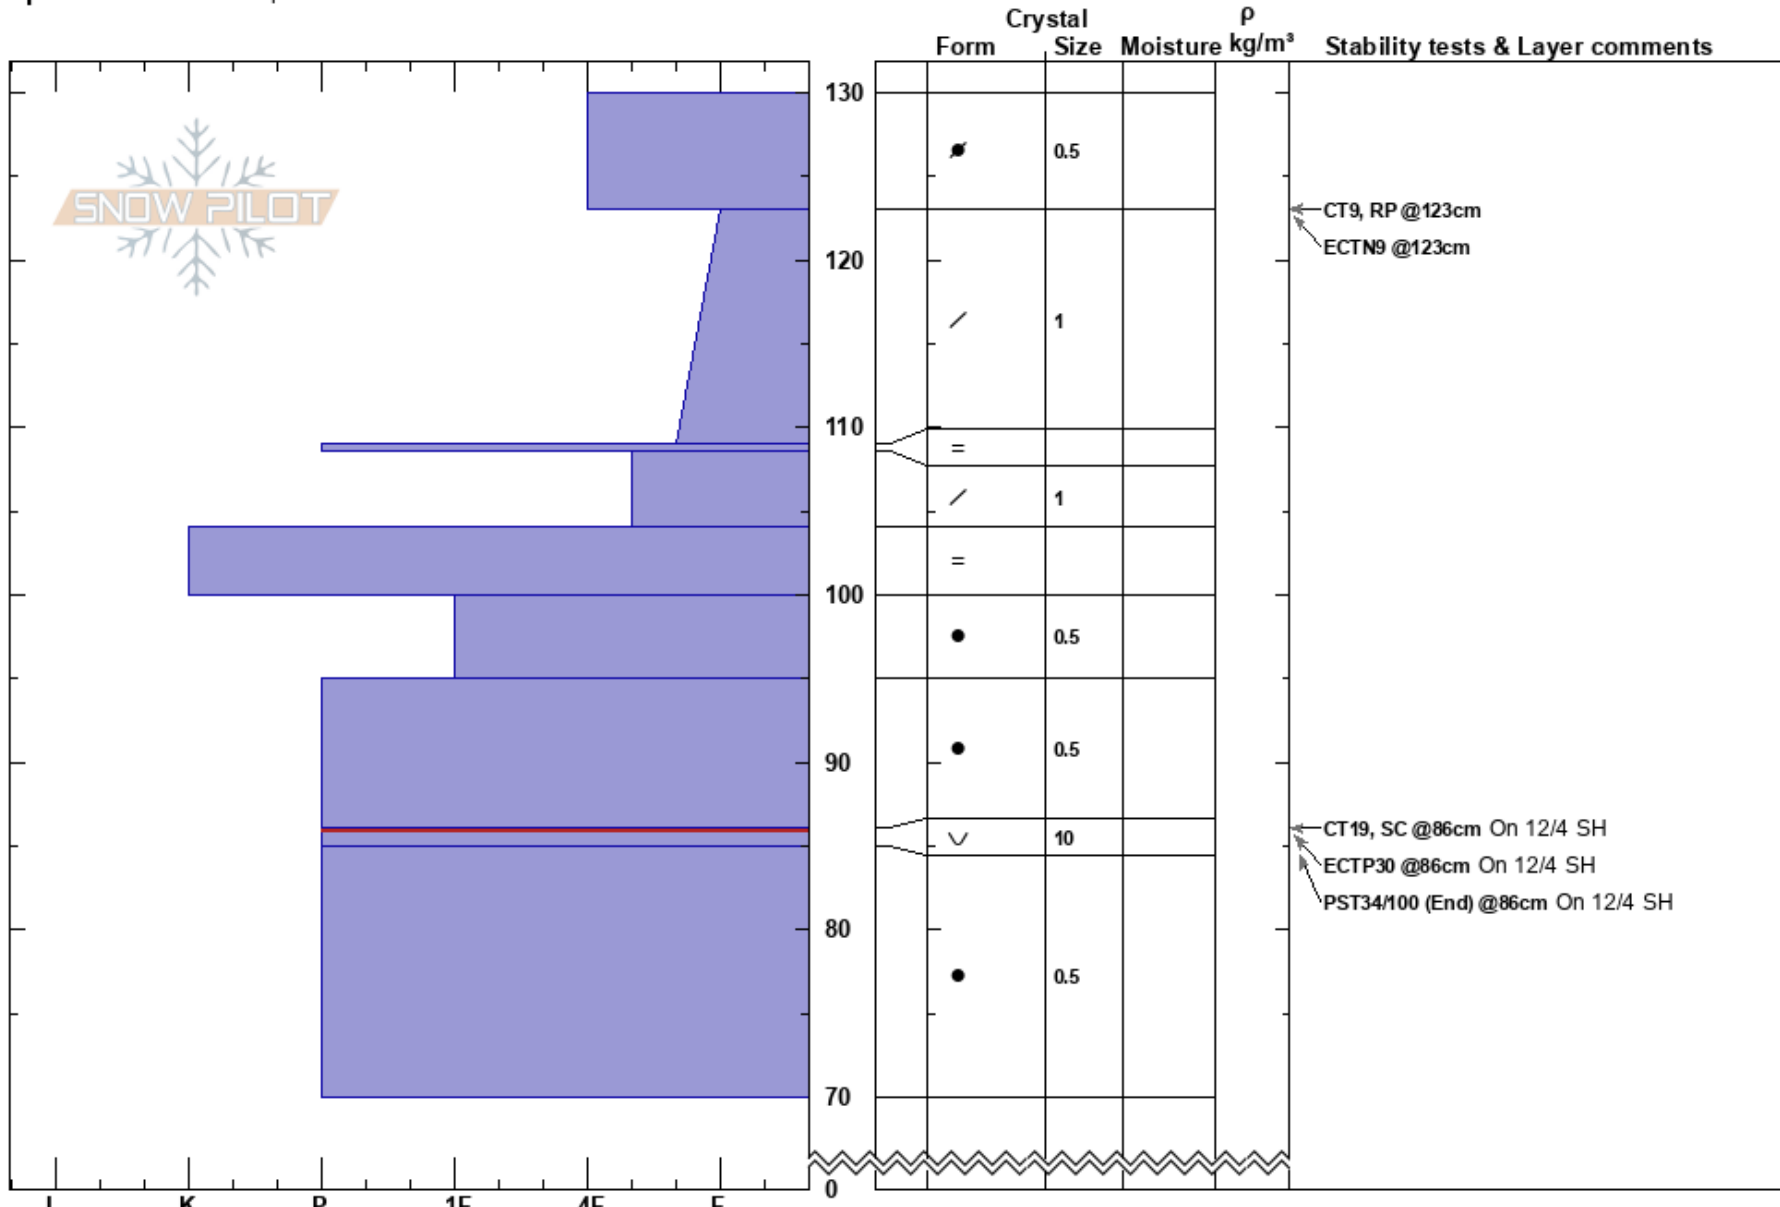 Crystal ρ
Form Size Moisture kg/m³ Stability tests & Layer comments
130
0.5
SNOW PILOT
CT9, RP @123cm
ECTN9 @123cm
120
1
110
=
1
=
100
0.5
0.5
90
CT19, SC @86cm On 12/4 SH
10
ECTP30 @86cm On 12/4 SH
PST34/100 (End) @86cm On 12/4 SH
80
0.5
70
0
I K P 1F 4F F